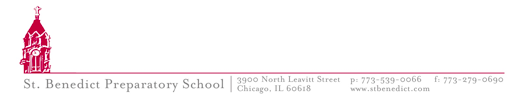 St. Benedict Preparatory School
3900 North Leavitt Street p: 773-539-0066 f: 773-279-0690
Chicago, IL 60618 www.stbenedict.com